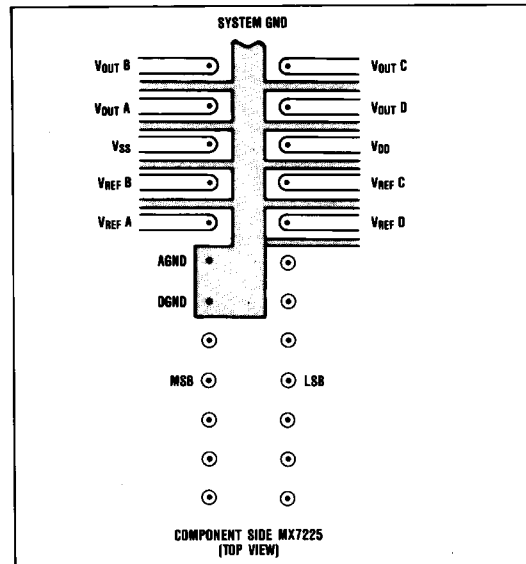 SYSTEM GND
VOUT B VOUT C
VOUT A VOUT D
VSS VDD
VREF B VREF C
VREF A VREF D
AGND
DGND
MSB LSB
COMPONENT SIDE MX7225
(TOP VIEW)